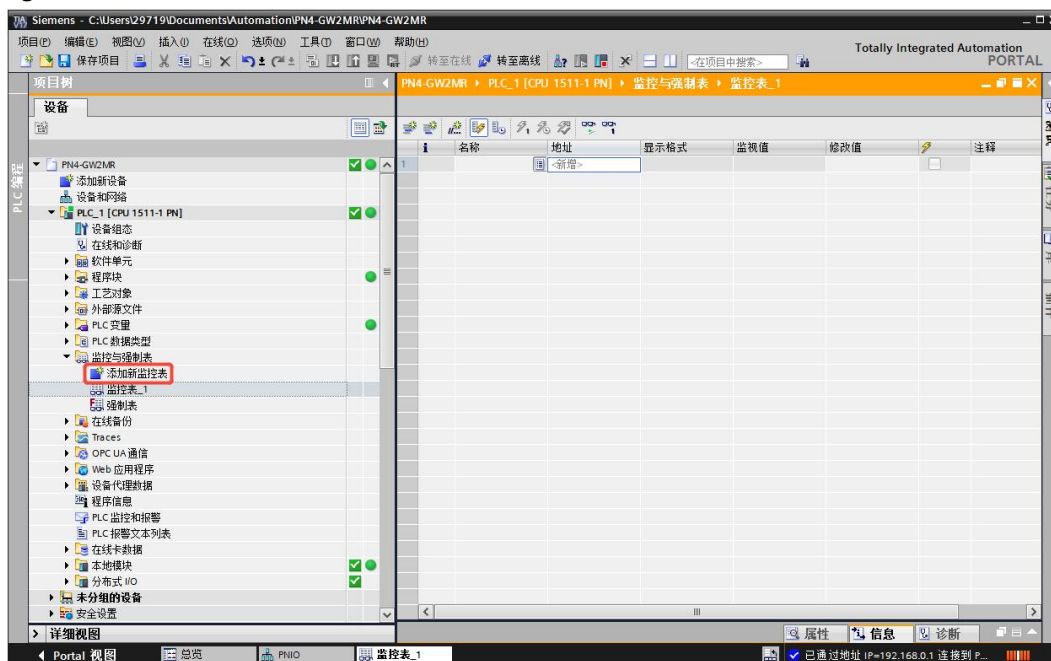 Siemens - C:\Users\29719\Documents\Automation\PN4-GW2MR\PN4-GW2MR
项目(P) 编辑(E) 视图(V) 插入(I) 在线(O) 选项(N) 工具(T) 窗口(W) 帮助(H)
保存项目 转至在线 转至离线 <在项目中搜索>
Totally Integrated Automation
PORTAL
项目树
PN4-GW2MR PLC_1 [CPU 1511-1 PN] 监控与强制表 监控表_1
设备
i 名称 地址 显示格式 监视值 修改值 注释
1 <新增>
PLC 编程
PN4-GW2MR
添加新设备
设备和网络
PLC_1 [CPU 1511-1 PN]
设备组态
在线和诊断
软件单元
程序块
工艺对象
外部源文件
PLC 变量
PLC 数据类型
监控与强制表
添加新监控表
监控表_1
强制表
在线备份
Traces
OPC UA 通信
Web 应用程序
设备代理数据
程序信息
PLC 监控和报警
PLC 报警文本列表
在线卡数据
本地模块
分布式 I/O
未分组的设备
安全设置
详细视图
属性 信息 诊断
Portal 视图 总览 PNIO 监控表_1 已通过地址 IP=192.168.0.1 连接到 P...